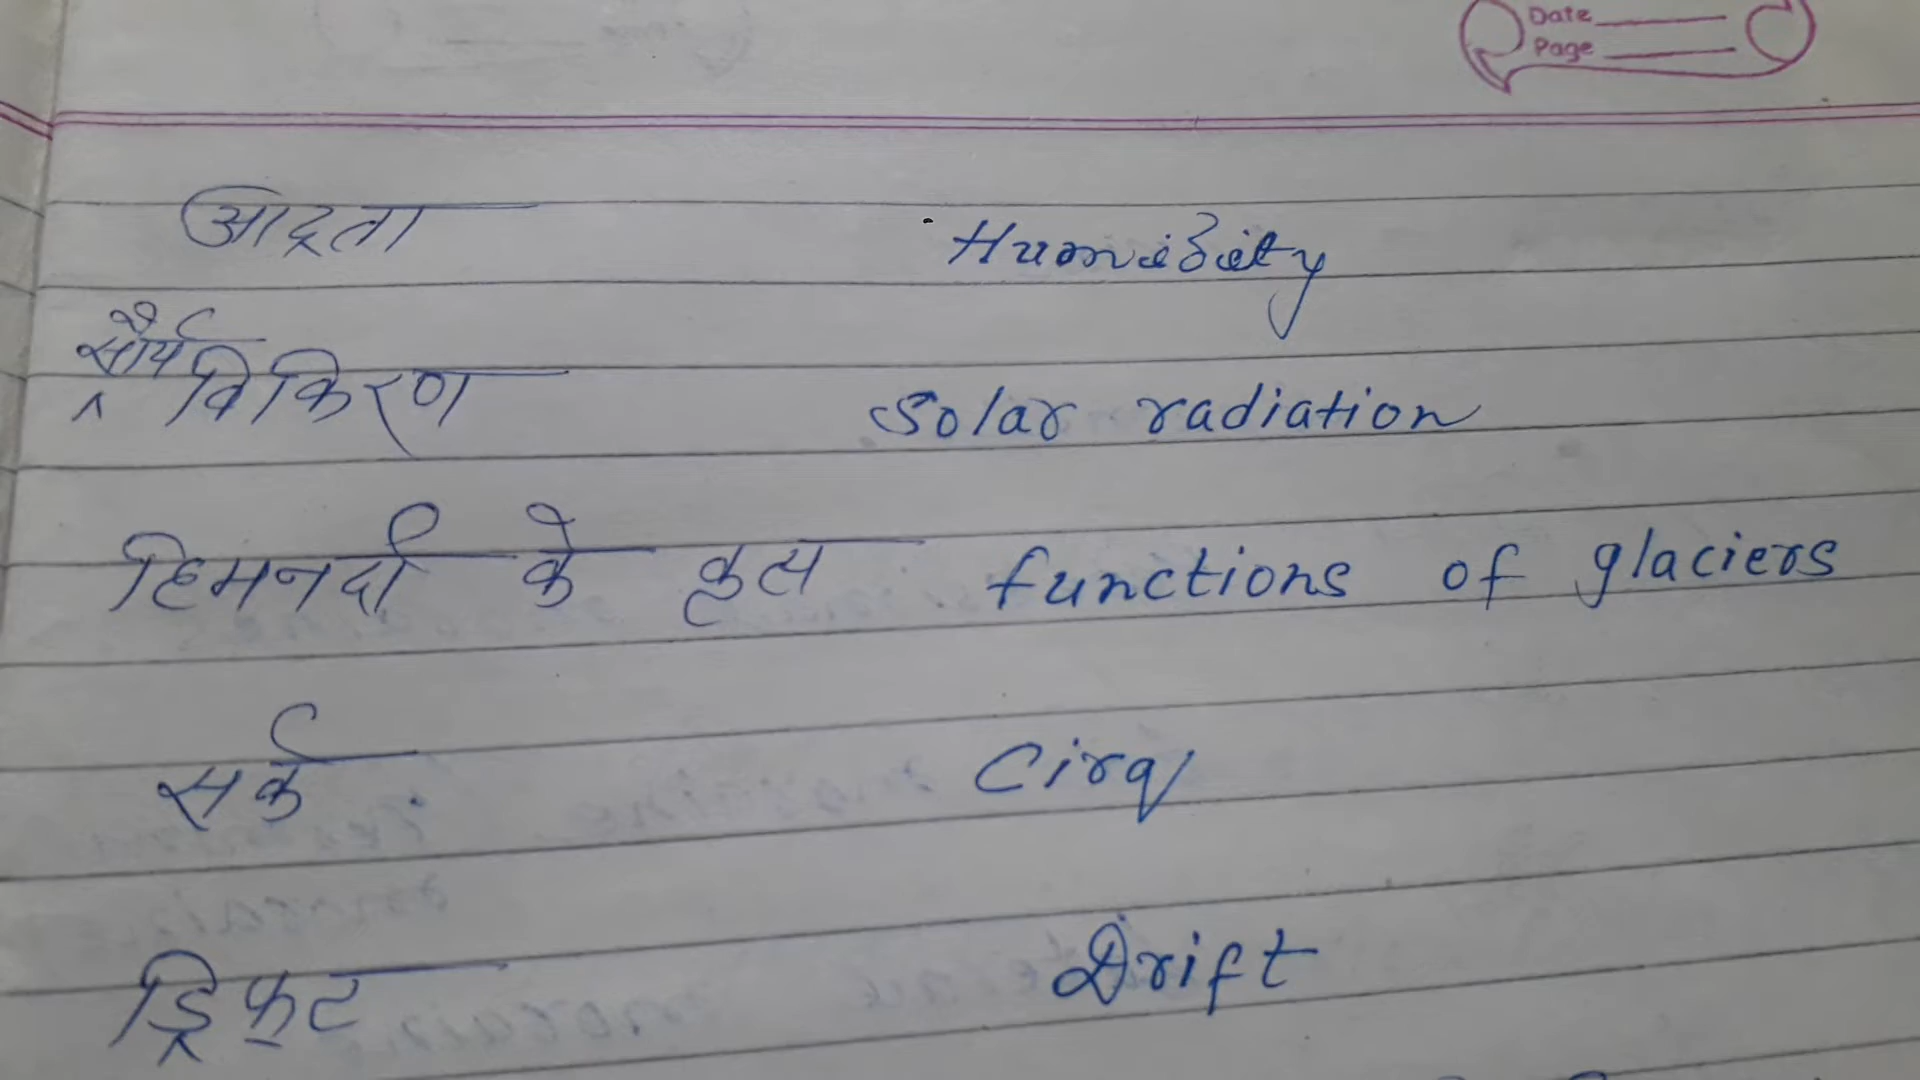 Date
Page
आद्रता Humidity
सौर्य विकिरण Solar radiation
हिमनदी के कृत्य functions of glaciers
सर्क Cirq
ड्रिफ्ट Drift